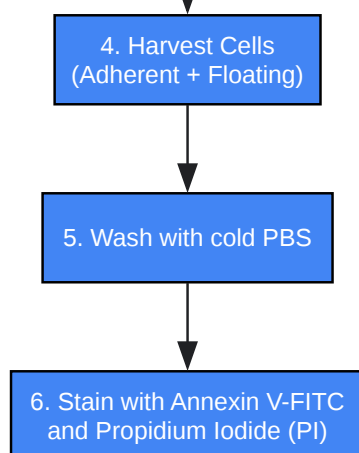 4. Harvest Cells
(Adherent + Floating)
5. Wash with cold PBS
6. Stain with Annexin V-FITC
and Propidium Iodide (PI)